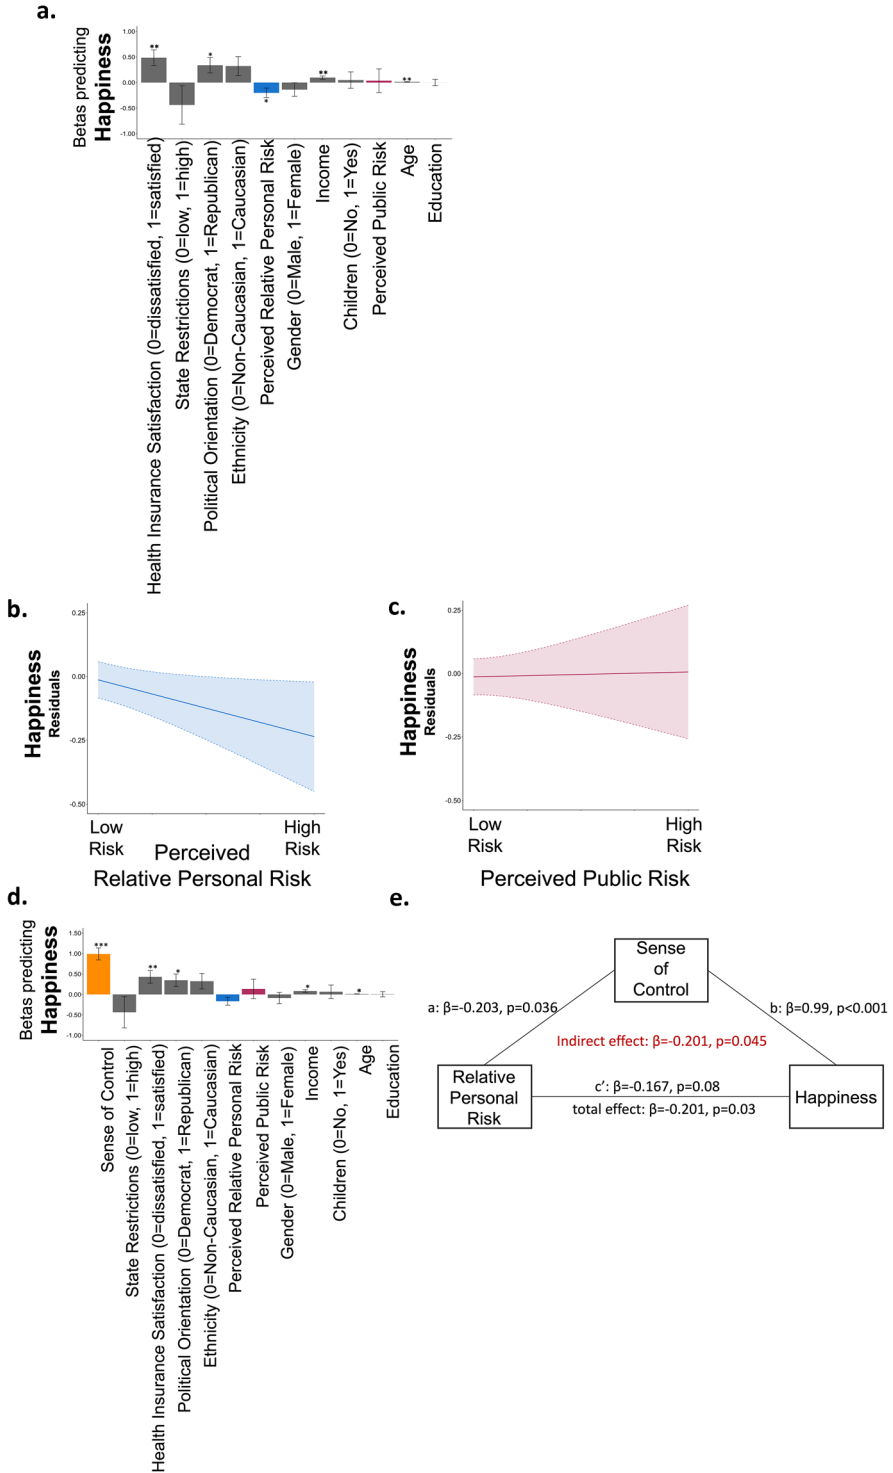 a.
Betas predicting
Happiness
1.00
0.50
0.00
-0.50
-1.00
**
*
*
**
**
Health Insurance Satisfaction (0=dissatisfied, 1=satisfied)
State Restrictions (0=low, 1=high)
Political Orientation (0=Democrat, 1=Republican)
Ethnicity (0=Non-Caucasian, 1=Caucasian)
Perceived Relative Personal Risk
Gender (0=Male, 1=Female)
Income
Children (0=No, 1=Yes)
Perceived Public Risk
Age
Education
b.
Happiness
Residuals
0.25
0.00
-0.25
-0.50
Low
Risk
High
Risk
Perceived
Relative Personal Risk
c.
Happiness
Residuals
0.25
0.00
-0.25
-0.50
Low
Risk
High
Risk
Perceived Public Risk
d.
Betas predicting
Happiness
1.50
1.00
0.50
0.00
-0.50
-1.00
***
**
*
*
*
Sense of Control
State Restrictions (0=low, 1=high)
Health Insurance Satisfaction (0=dissatisfied, 1=satisfied)
Political Orientation (0=Democrat, 1=Republican)
Ethnicity (0=Non-Caucasian, 1=Caucasian)
Perceived Relative Personal Risk
Perceived Public Risk
Gender (0=Male, 1=Female)
Income
Children (0=No, 1=Yes)
Age
Education
e.
Sense
of
Control
a: β=-0.203, p=0.036
b: β=0.99, p<0.001
Indirect effect: β=-0.201, p=0.045
Relative
Personal
Risk
c′: β=-0.167, p=0.08
total effect: β=-0.201, p=0.03
Happiness